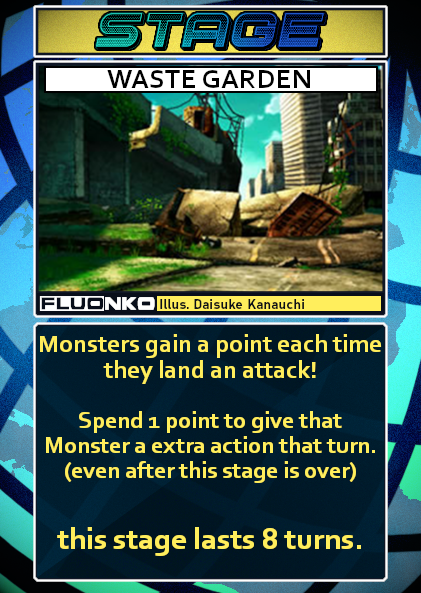 STAGE
WASTE GARDEN
FLUONKO Illus. Daisuke Kanauchi
Monsters gain a point each time
they land an attack!
Spend 1 point to give that
Monster a extra action that turn.
(even after this stage is over)
this stage lasts 8 turns.